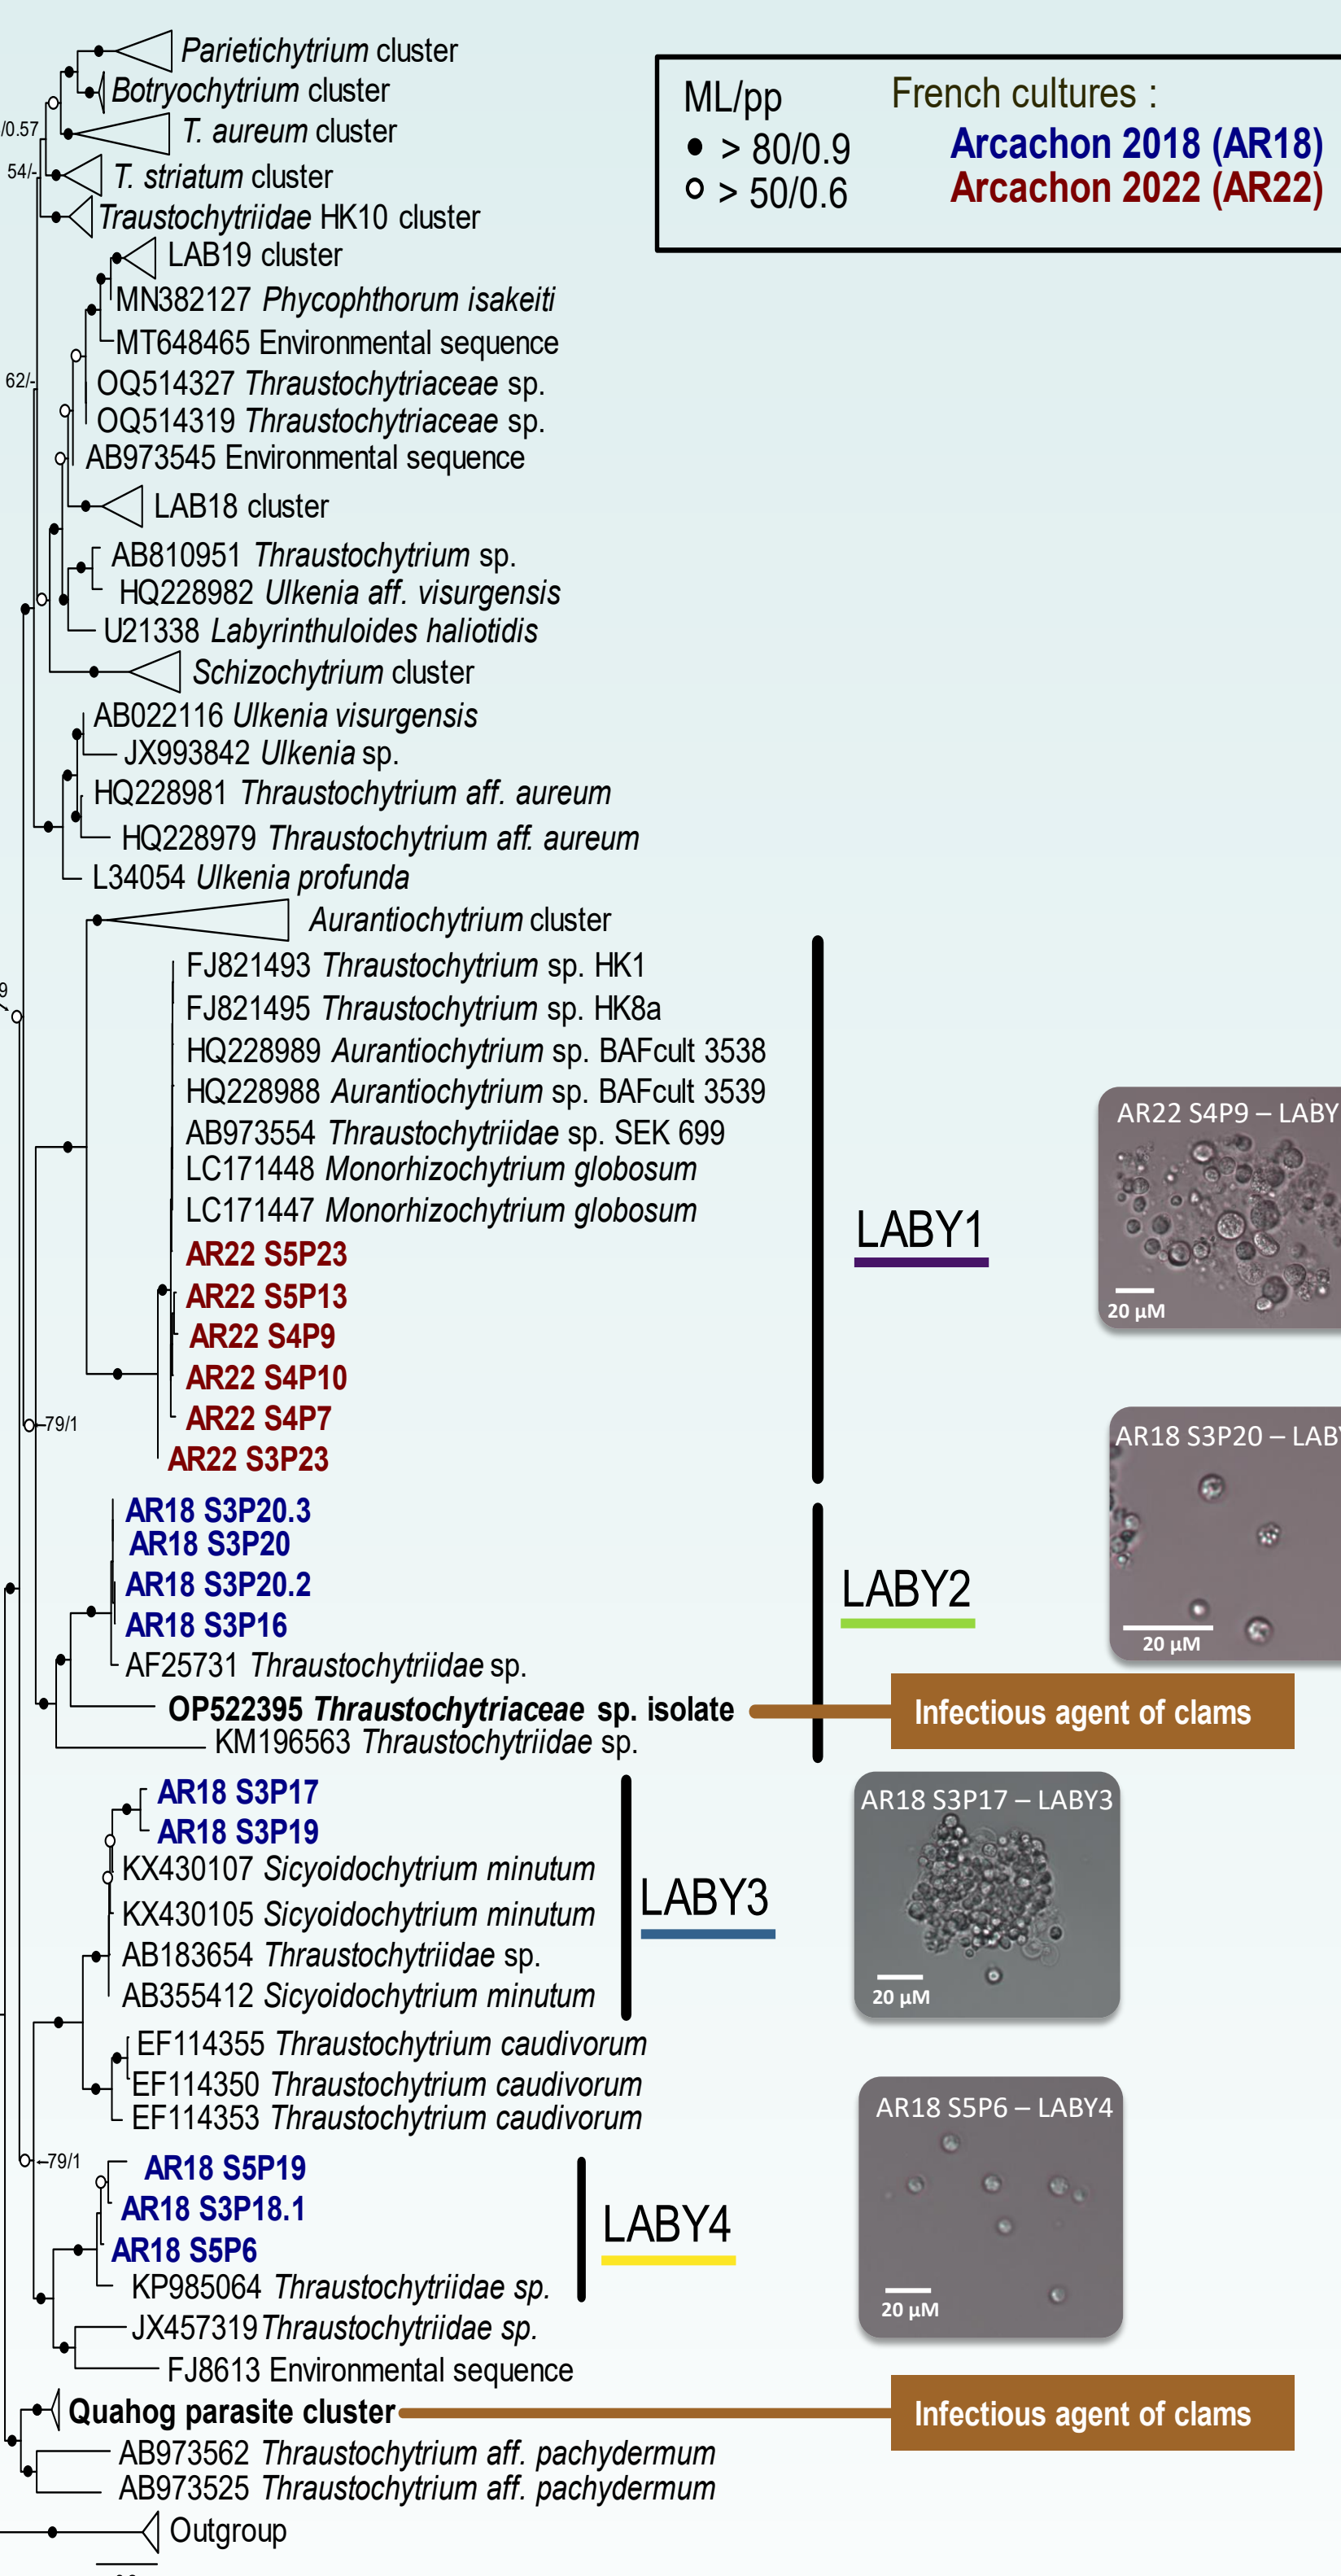 Parietichytrium cluster
Botryochytrium cluster
/0.57
T. aureum cluster
54/-
T. striatum cluster
Traustochytriidae HK10 cluster
LAB19 cluster
MN382127 Phycophthorum isakeiti
MT648465 Environmental sequence
62/-
OQ514327 Thraustochytriaceae sp.
OQ514319 Thraustochytriaceae sp.
AB973545 Environmental sequence
LAB18 cluster
AB810951 Thraustochytrium sp.
HQ228982 Ulkenia aff. visurgensis
U21338 Labyrinthuloides haliotidis
Schizochytrium cluster
AB022116 Ulkenia visurgensis
JX993842 Ulkenia sp.
HQ228981 Thraustochytrium aff. aureum
HQ228979 Thraustochytrium aff. aureum
L34054 Ulkenia profunda
Aurantiochytrium cluster
FJ821493 Thraustochytrium sp. HK1
9
FJ821495 Thraustochytrium sp. HK8a
HQ228989 Aurantiochytrium sp. BAFcult 3538
HQ228988 Aurantiochytrium sp. BAFcult 3539
AB973554 Thraustochytriidae sp. SEK 699
LC171448 Monorhizochytrium globosum
LC171447 Monorhizochytrium globosum
AR22 S5P23
AR22 S5P13
AR22 S4P9
AR22 S4P10
AR22 S4P7
79/1
AR22 S3P23
AR18 S3P20.3
AR18 S3P20
AR18 S3P20.2
AR18 S3P16
AF25731 Thraustochytriidae sp.
OP522395 Thraustochytriaceae sp. isolate
KM196563 Thraustochytriidae sp.
AR18 S3P17
AR18 S3P19
KX430107 Sicyoidochytrium minutum
KX430105 Sicyoidochytrium minutum
AB183654 Thraustochytriidae sp.
AB355412 Sicyoidochytrium minutum
EF114355 Thraustochytrium caudivorum
EF114350 Thraustochytrium caudivorum
EF114353 Thraustochytrium caudivorum
79/1
AR18 S5P19
AR18 S3P18.1
AR18 S5P6
KP985064 Thraustochytriidae sp.
JX457319 Thraustochytriidae sp.
FJ8613 Environmental sequence
Quahog parasite cluster
AB973562 Thraustochytrium aff. pachydermum
AB973525 Thraustochytrium aff. pachydermum
Outgroup
ML/pp
> 80/0.9
> 50/0.6
French cultures :
Arcachon 2018 (AR18)
Arcachon 2022 (AR22)
LABY1
AR22 S4P9 – LABY
20 µM
LABY2
AR18 S3P20 – LABY
20 µM
Infectious agent of clams
LABY3
AR18 S3P17 – LABY3
20 µM
LABY4
AR18 S5P6 – LABY4
20 µM
Infectious agent of clams